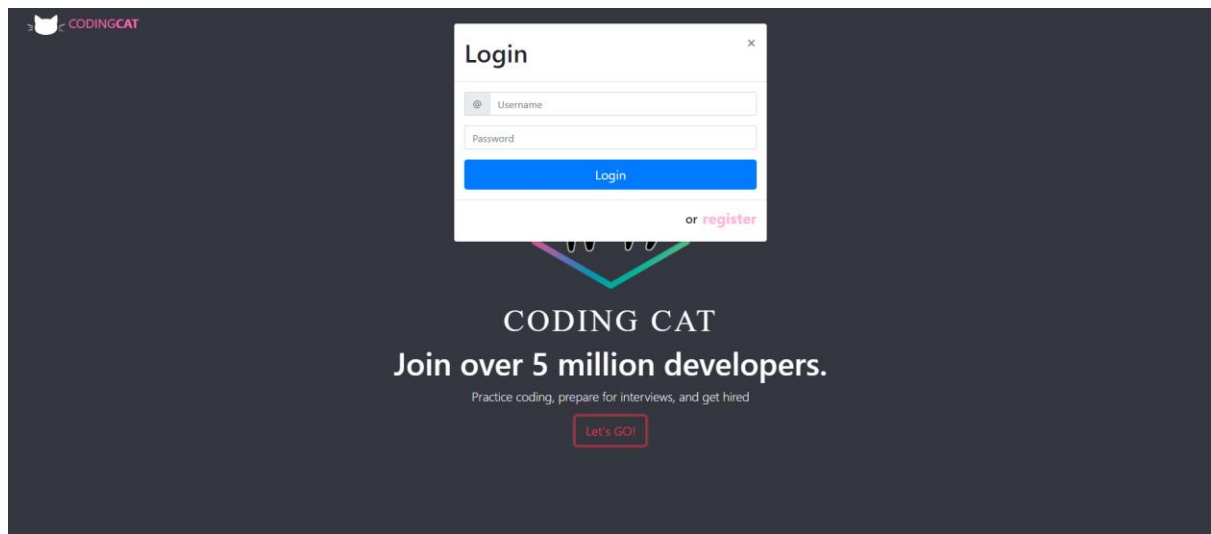 CODINGCAT
Login
×
@ Username
Password
Login
or register
CODING CAT
Join over 5 million developers.
Practice coding, prepare for interviews, and get hired
Let's GO!